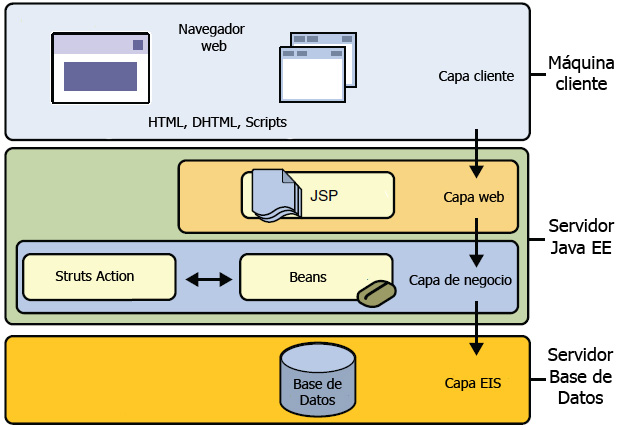 Navegador
web
Capa cliente
HTML, DHTML, Scripts
Máquina
cliente
JSP
Capa web
Servidor
Java EE
Struts Action
Beans
Capa de negocio
Base de
Datos
Capa EIS
Servidor
Base de
Datos